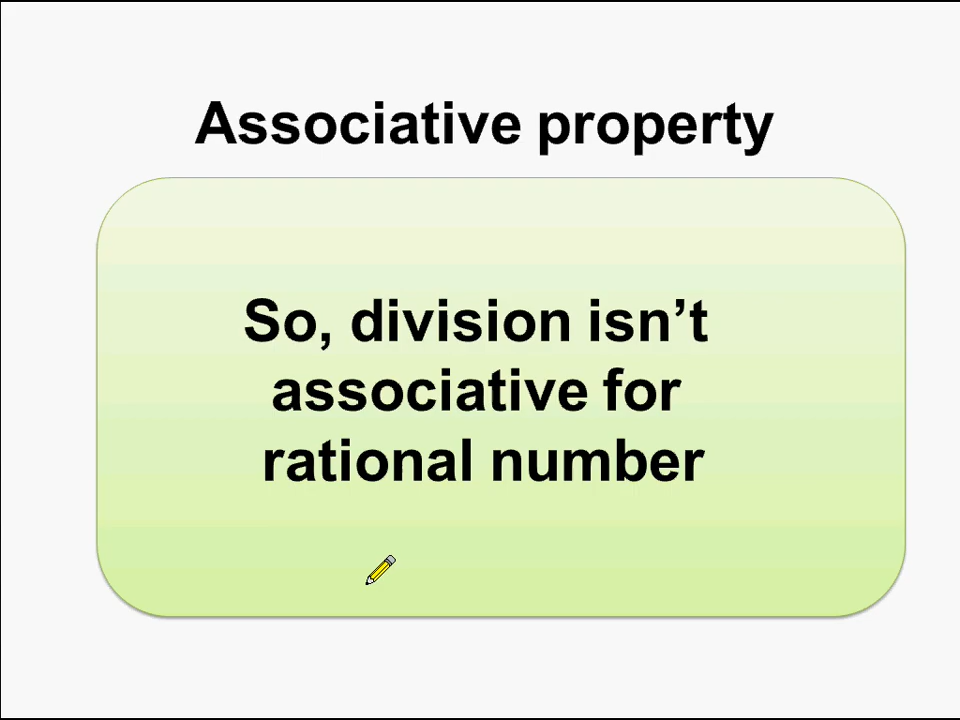 Associative property
So, division isn’t
associative for
rational number